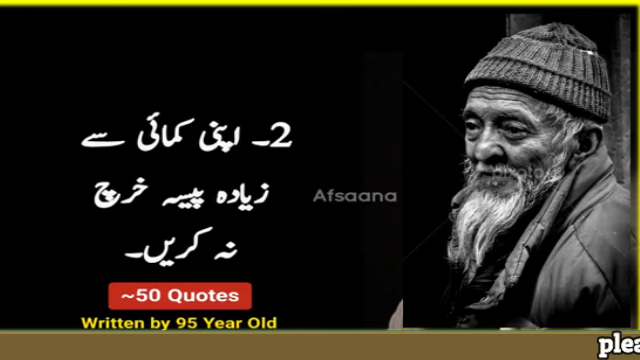 2۔ اپنی کمائی سے
زیادہ پیسہ خرچ
نہ کریں۔
Afsaana
~50 Quotes
Written by 95 Year Old
plea